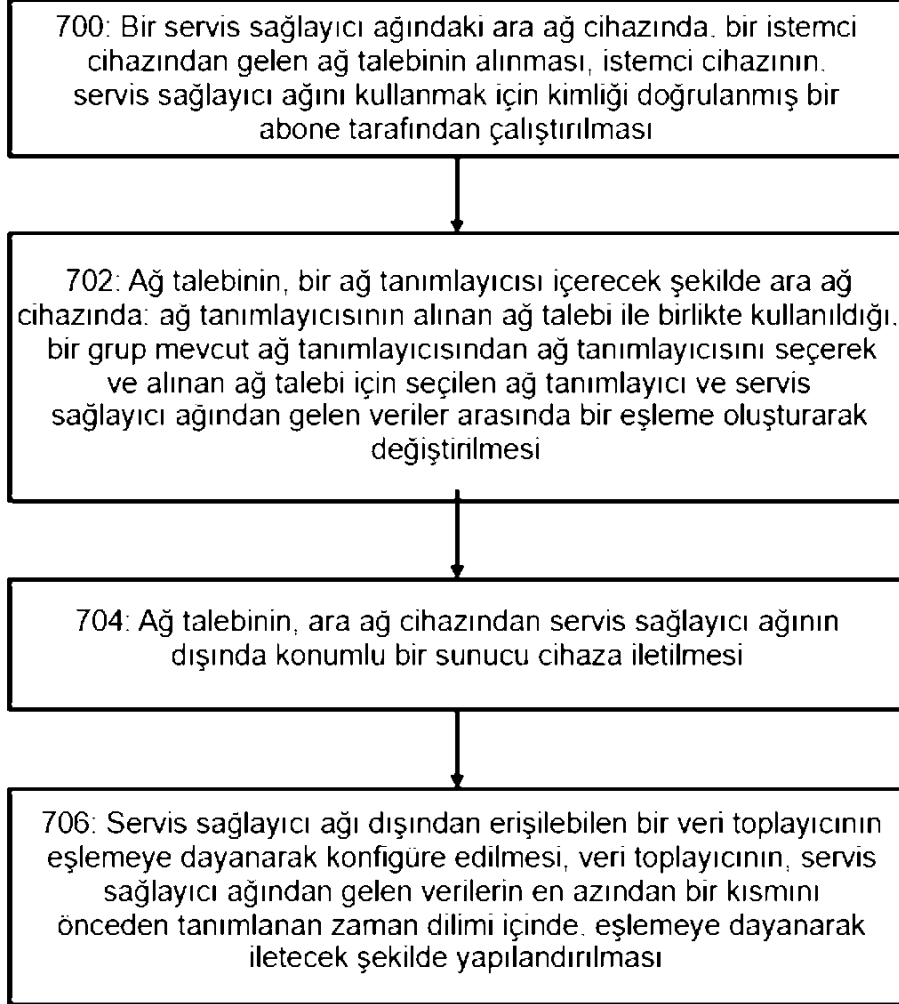 700: Bir servis sağlayıcı ağındaki ara ağ cihazında. bir istemci
cihazından gelen ağ talebinin alınması, istemci cihazının.
servis sağlayıcı ağını kullanmak için kimliği doğrulanmış bir
abone tarafından çalıştırılması
702: Ağ talebinin, bir ağ tanımlayıcısı içerecek şekilde ara ağ
cihazında: ağ tanımlayıcısının alınan ağ talebi ile birlikte kullanıldığı.
bir grup mevcut ağ tanımlayıcısından ağ tanımlayıcısını seçerek
ve alınan ağ talebi için seçilen ağ tanımlayıcı ve servis
sağlayıcı ağından gelen veriler arasında bir eşleme oluşturarak
değiştirilmesi
704: Ağ talebinin, ara ağ cihazından servis sağlayıcı ağının
dışında konumlu bir sunucu cihaza iletilmesi
706: Servis sağlayıcı ağı dışından erişilebilen bir veri toplayıcının
eşlemeye dayanarak konfigüre edilmesi, veri toplayıcının, servis
sağlayıcı ağından gelen verilerin en azından bir kısmını
önceden tanımlanan zaman dilimi içinde. eşlemeye dayanarak
iletecek şekilde yapılandırılması